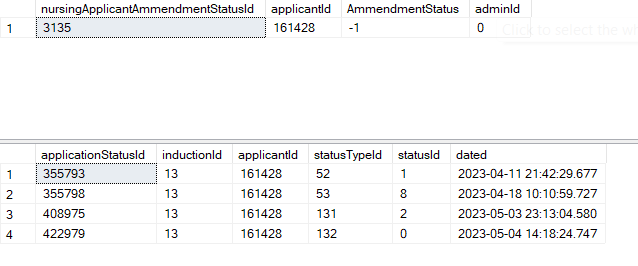 nursingApplicantAmmendmentStatusId applicantId AmmendmentStatus adminId
1 3135 161428 -1 0
Click to select the wh
applicationStatusId inductionId applicantId statusTypeId statusId dated
1 355793 13 161428 52 1 2023-04-11 21:42:29.677
2 355798 13 161428 53 8 2023-04-18 10:10:59.727
3 408975 13 161428 131 2 2023-05-03 23:13:04.580
4 422979 13 161428 132 0 2023-05-04 14:18:24.747